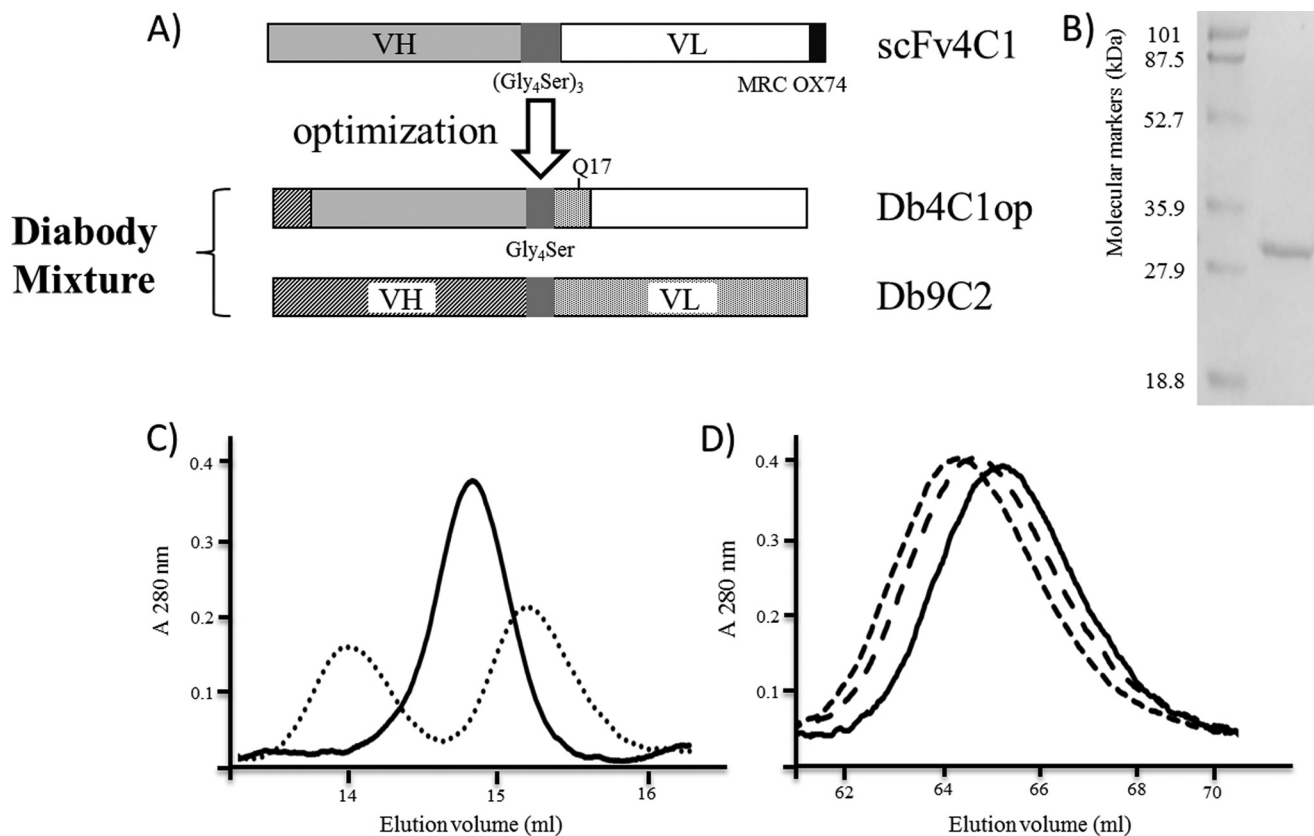 A)
VH
VL
scFv4C1
(Gly4Ser)3
MRC OX74
optimization
Q17
Diabody
Mixture
Db4C1op
Gly4Ser
VH
VL
Db9C2
B)
Molecular markers (kDa)
101
87.5
52.7
35.9
27.9
18.8
C)
A 280 nm
0.4
0.3
0.2
0.1
14
15
16
Elution volume (ml)
D)
A 280 nm
0.4
0.3
0.2
0.1
62
64
66
68
70
Elution volume (ml)